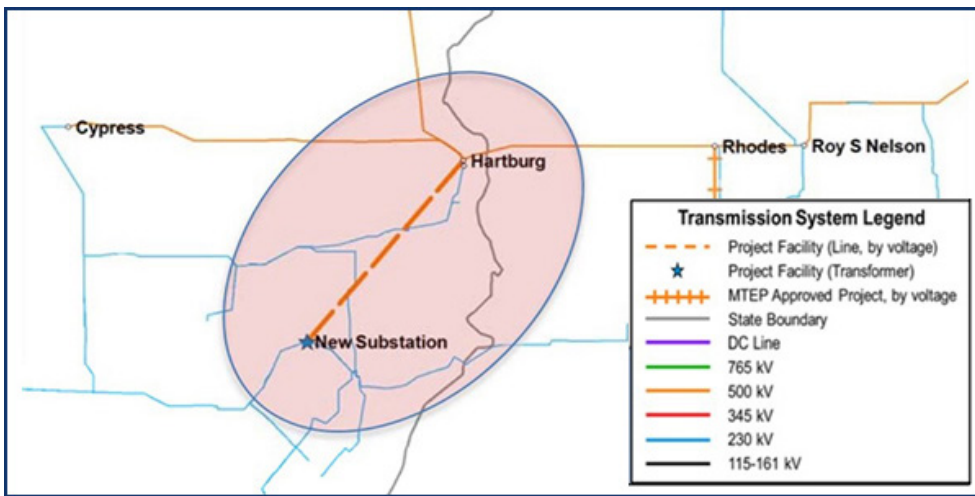 Cypress
Hartburg
Rhodes
Roy S Nelson
New Substation
Transmission System Legend
Project Facility (Line, by voltage)
Project Facility (Transformer)
MTEP Approved Project, by voltage
State Boundary
DC Line
765 kV
500 kV
345 kV
230 kV
115-161 kV